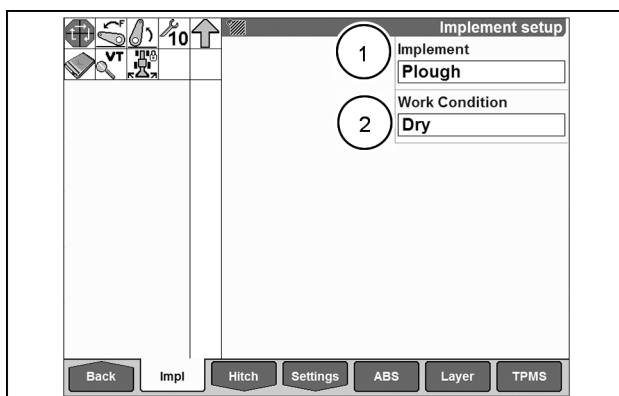 F
10
VT
Implement setup
1
Implement
Plough
2
Work Condition
Dry
Back
Impl
Hitch
Settings
ABS
Layer
TPMS